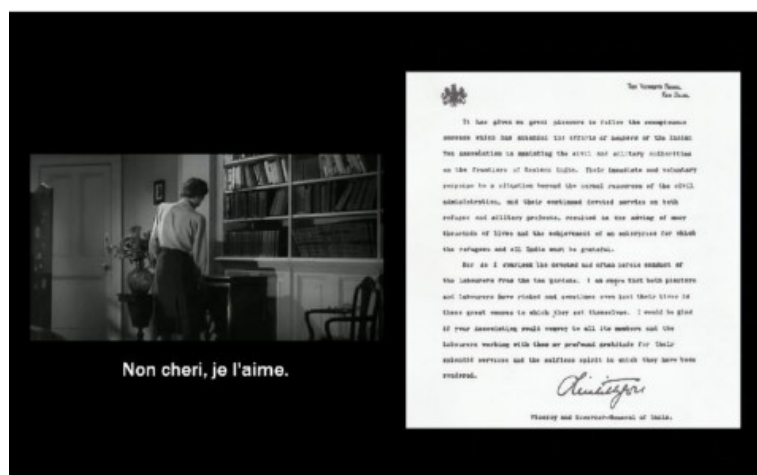 Non cheri, je l'aime.
The Viceroy's House,
New Delhi.
It has given me great pleasure to follow the conspicuous
success which has attended the efforts of members of the Indian
Tea Association in assisting the civil and military authorities
on the frontiers of Eastern India. Their immediate and voluntary
response to a situation beyond the normal resources of the civil
administration, and their continued devoted service on both
refugee and military projects, resulted in the saving of many
thousands of lives and the achievement of an enterprise for which
the refugees and all India must be grateful.
Nor do I overlook the devoted and often heroic conduct of
the labourers from the tea gardens. I am aware that both planters
and labourers have risked and sometimes even lost their lives in
these great causes to which they set themselves. I would be glad
if your Association would convey to all its members and the
labourers working with them my profound gratitude for their
splendid services and the selfless spirit in which they have been
rendered.
Linlithgow
Viceroy and Governor-General of India.